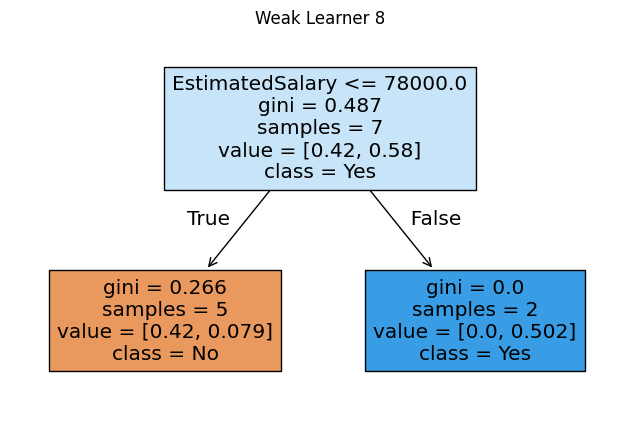 Weak Learner 8
EstimatedSalary <= 78000.0
gini = 0.487
samples = 7
value = [0.42, 0.58]
class = Yes
True
False
gini = 0.266
samples = 5
value = [0.42, 0.079]
class = No
gini = 0.0
samples = 2
value = [0.0, 0.502]
class = Yes